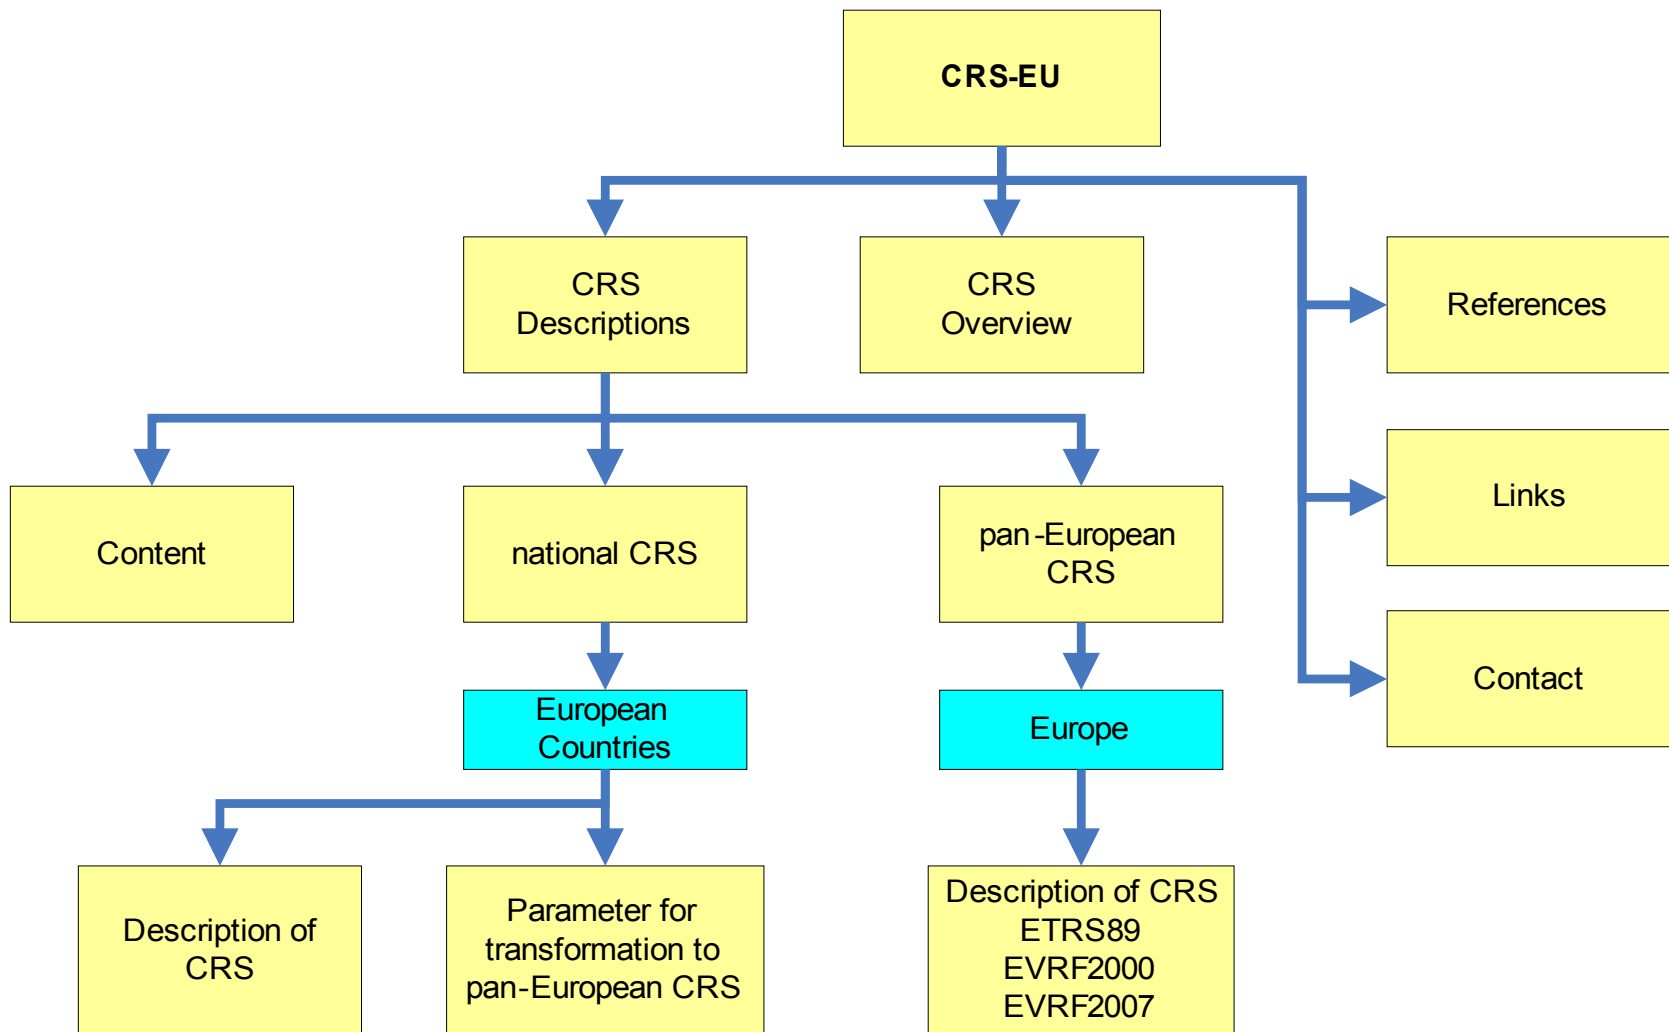 CRS-EU
CRS
Descriptions
CRS
Overview
References
Links
Contact
Content
national CRS
pan-European
CRS
European
Countries
Europe
Description of
CRS
Parameter for
transformation to
pan-European CRS
Description of CRS
ETRS89
EVRF2000
EVRF2007